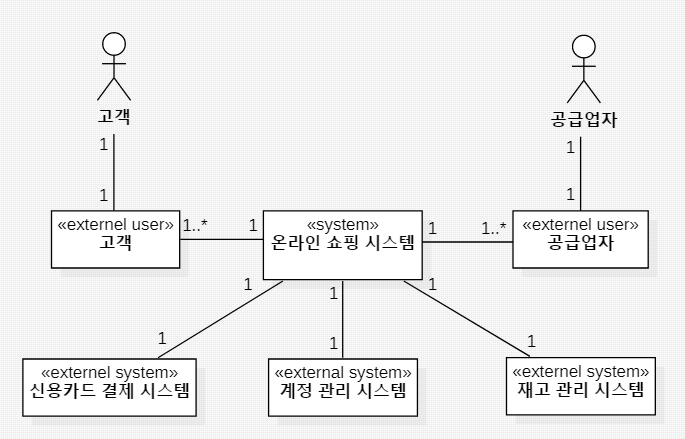 고객
공급업자
1
1
1
1
«externel user»
고객
1..*
1
«system»
온라인 쇼핑 시스템
1
1..*
«externel user»
공급업자
1
1
1
1
1
1
«externel system»
신용카드 결제 시스템
«external system»
계정 관리 시스템
«externel system»
재고 관리 시스템